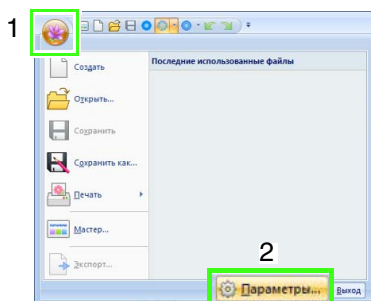 1
Создать
Последние использованные файлы
Открыть...
Сохранить
Сохранить как...
Печать
Мастер...
Экспорт...
2
Параметры...
Выход